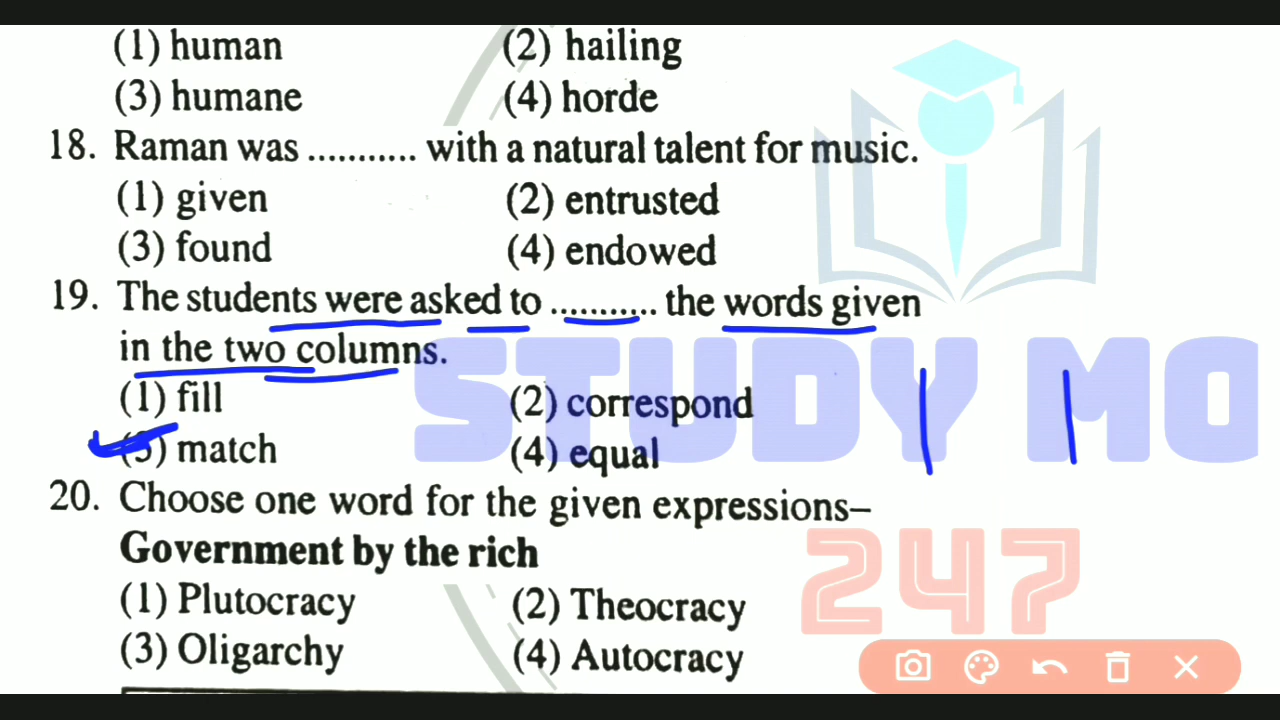 (1) human (2) hailing
(3) humane (4) horde
18. Raman was ........... with a natural talent for music.
(1) given (2) entrusted
(3) found (4) endowed
19. The students were asked to ........... the words given
in the two columns.
(1) fill (2) correspond
(3) match (4) equal
20. Choose one word for the given expressions–
Government by the rich
(1) Plutocracy (2) Theocracy
(3) Oligarchy (4) Autocracy
STUDY MO
247